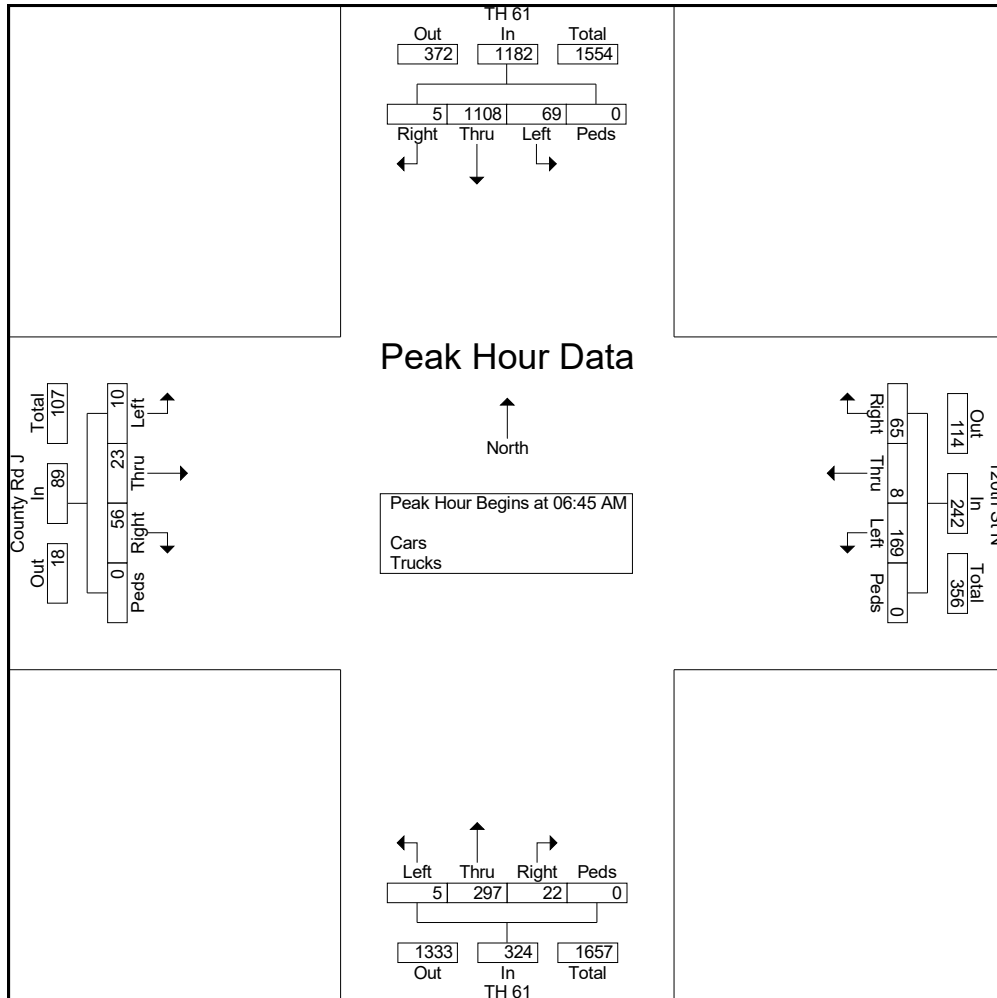 TH 61
Out In Total
372 1182 1554
5 1108 69 0
Right Thru Left Peds
Peak Hour Data
North
Peak Hour Begins at 06:45 AM
Cars
Trucks
County Rd J
Total In Out
107 89 18
10 23 56 0
Left Thru Right Peds
Right Thru Left Peds
65 8 169 0
114 242 356
Out In Total
St N
Left Thru Right Peds
5 297 22 0
1333 324 1657
Out In Total
TH 61